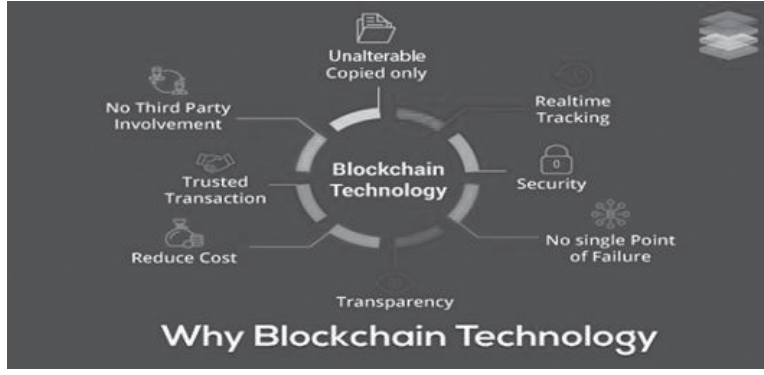 Unalterable
Copied only
Realtime
Tracking
Security
No single Point
of Failure
Transparency
Reduce Cost
Trusted
Transaction
No Third Party
Involvement
Blockchain
Technology
Why Blockchain Technology